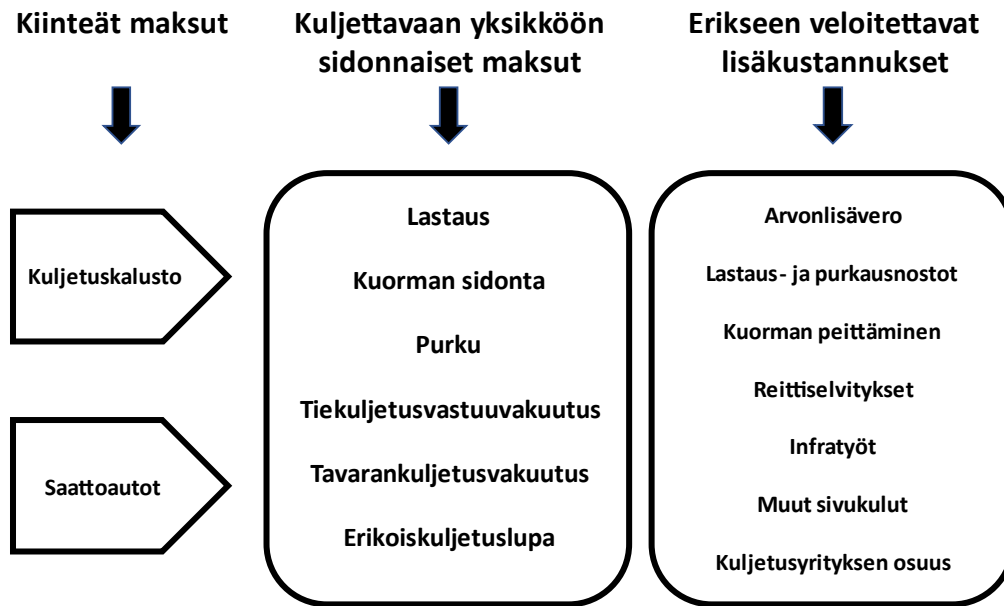 Kiinteät maksut
Kuljettavaan yksikköön
sidonnaiset maksut
Erikseen veloitettavat
lisäkustannukset
Kuljetuskalusto
Saattoautot
Lastaus
Kuorman sidonta
Purku
Tiekuljetusvastuuvakuutus
Tavarankuljetusvakuutus
Erikoiskuljetuslupa
Arvonlisävero
Lastaus- ja purkausnostot
Kuorman peittäminen
Reittiselvitykset
Infratyöt
Muut sivukulut
Kuljetusyrityksen osuus